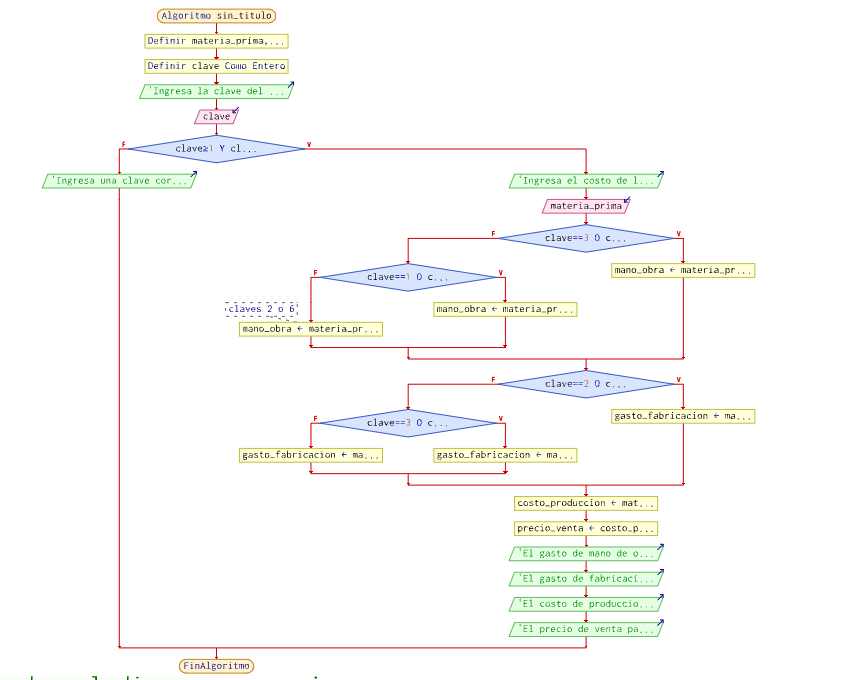 Algoritmo sin_titulo
Definir materia_prima,...
Definir clave Como Entero
'Ingresa la clave del ...
clave
F
clave≥1 Y cl...
V
'Ingresa una clave cor...
'Ingresa el costo de l...
materia_prima
F
clave==3 O c...
V
mano_obra ← materia_pr...
F
clave==1 O c...
V
claves 2 o 6
mano_obra ← materia_pr...
mano_obra ← materia_pr...
F
clave==2 O c...
V
gasto_fabricacion ← ma...
F
clave==3 O c...
V
gasto_fabricacion ← ma...
gasto_fabricacion ← ma...
costo_produccion ← mat...
precio_venta ← costo_p...
'El gasto de mano de o...
'El gasto de fabricaci...
'El costo de produccio...
'El precio de venta pa...
FinAlgoritmo